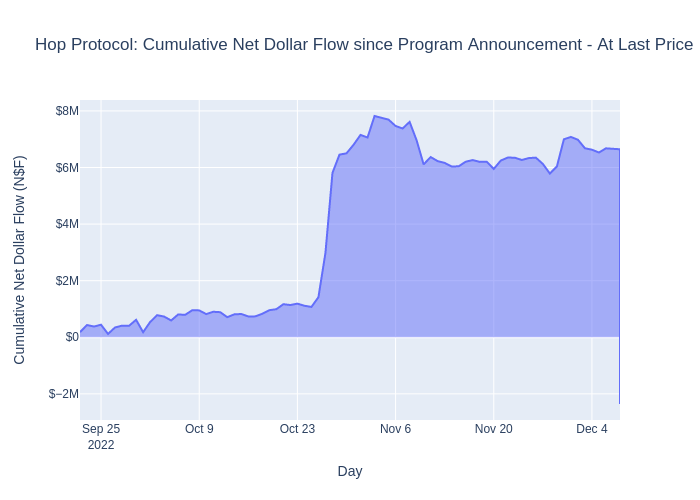 Hop Protocol: Cumulative Net Dollar Flow since Program Announcement - At Last Price
$8M
$6M
$4M
$2M
$0
$−2M
Cumulative Net Dollar Flow (N$F)
Sep 25
2022
Oct 9
Oct 23
Nov 6
Nov 20
Dec 4
Day